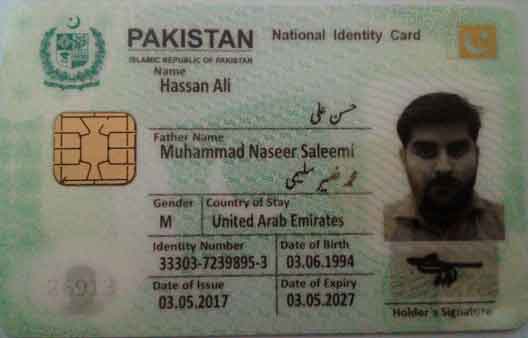 PAKISTAN National Identity Card
ISLAMIC REPUBLIC OF PAKISTAN
Name
Hassan Ali
حسن علی
Father Name
Muhammad Naseer Saleemi
محمد نصیر سلیمی
Gender Country of Stay
M United Arab Emirates
Identity Number Date of Birth
33303-7239895-3 03.06.1994
Date of Issue Date of Expiry
03.05.2017 03.05.2027
Holder's Signature